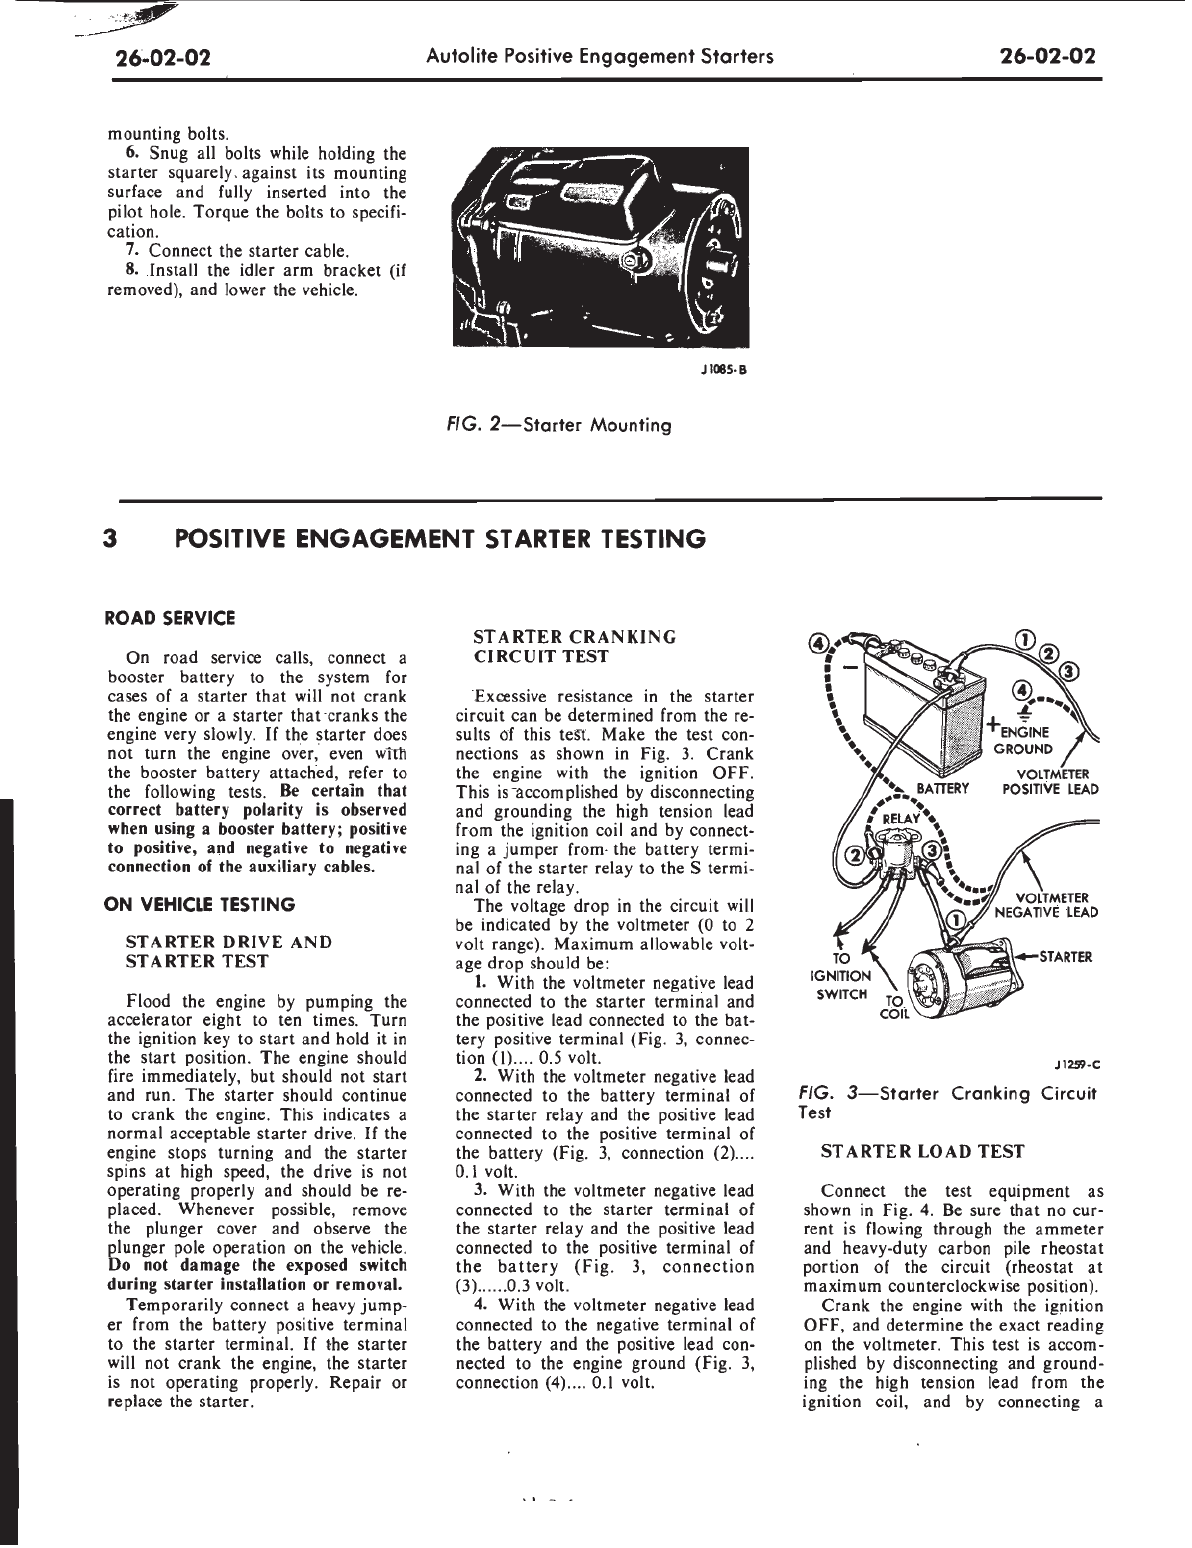 26-02-02
Autolite Positive Engagement Starters
26-02-02
mounting bolts.
6. Snug all bolts while holding the
starter squarely against its mounting
surface and fully inserted into the
pilot hole. Torque the bolts to specifi-
cation.
7. Connect the starter cable.
8. Install the idler arm bracket (if
removed), and lower the vehicle.
J1085-B
FIG. 2—Starter Mounting
3 POSITIVE ENGAGEMENT STARTER TESTING
ROAD SERVICE
On road service calls, connect a
booster battery to the system for
cases of a starter that will not crank
the engine or a starter that cranks the
engine very slowly. If the starter does
not turn the engine over, even with
the booster battery attached, refer to
the following tests. Be certain that
correct battery polarity is observed
when using a booster battery; positive
to positive, and negative to negative
connection of the auxiliary cables.
ON VEHICLE TESTING
STARTER DRIVE AND
STARTER TEST
Flood the engine by pumping the
accelerator eight to ten times. Turn
the ignition key to start and hold it in
the start position. The engine should
fire immediately, but should not start
and run. The starter should continue
to crank the engine. This indicates a
normal acceptable starter drive. If the
engine stops turning and the starter
spins at high speed, the drive is not
operating properly and should be re-
placed. Whenever possible, remove
the plunger cover and observe the
plunger pole operation on the vehicle.
Do not damage the exposed switch
during starter installation or removal.
Temporarily connect a heavy jump-
er from the battery positive terminal
to the starter terminal. If the starter
will not crank the engine, the starter
is not operating properly. Repair or
replace the starter.
STARTER CRANKING
CIRCUIT TEST
Excessive resistance in the starter
circuit can be determined from the re-
sults of this test. Make the test con-
nections as shown in Fig. 3. Crank
the engine with the ignition OFF.
This is accomplished by disconnecting
and grounding the high tension lead
from the ignition coil and by connect-
ing a jumper from the battery termi-
nal of the starter relay to the S termi-
nal of the relay.
The voltage drop in the circuit will
be indicated by the voltmeter (0 to 2
volt range). Maximum allowable volt-
age drop should be:
1. With the voltmeter negative lead
connected to the starter terminal and
the positive lead connected to the bat-
tery positive terminal (Fig. 3, connec-
tion (1).... 0.5 volt.
2. With the voltmeter negative lead
connected to the battery terminal of
the starter relay and the positive lead
connected to the positive terminal of
the battery (Fig. 3, connection (2)....
0.1 volt.
3. With the voltmeter negative lead
connected to the starter terminal of
the starter relay and the positive lead
connected to the positive terminal of
the battery (Fig. 3, connection
(3)......0.3 volt.
4. With the voltmeter negative lead
connected to the negative terminal of
the battery and the positive lead con-
nected to the engine ground (Fig. 3,
connection (4).... 0.1 volt.
4
1
2
3
4
−
+
ENGINE
GROUND
VOLTMETER
POSITIVE LEAD
BATTERY
RELAY
2
3
VOLTMETER
NEGATIVE LEAD
1
TO
IGNITION
SWITCH
TO
COIL
STARTER
J1259-C
FIG. 3—Starter Cranking Circuit
Test
STARTER LOAD TEST
Connect the test equipment as
shown in Fig. 4. Be sure that no cur-
rent is flowing through the ammeter
and heavy-duty carbon pile rheostat
portion of the circuit (rheostat at
maximum counterclockwise position).
Crank the engine with the ignition
OFF, and determine the exact reading
on the voltmeter. This test is accom-
plished by disconnecting and ground-
ing the high tension lead from the
ignition coil, and by connecting a